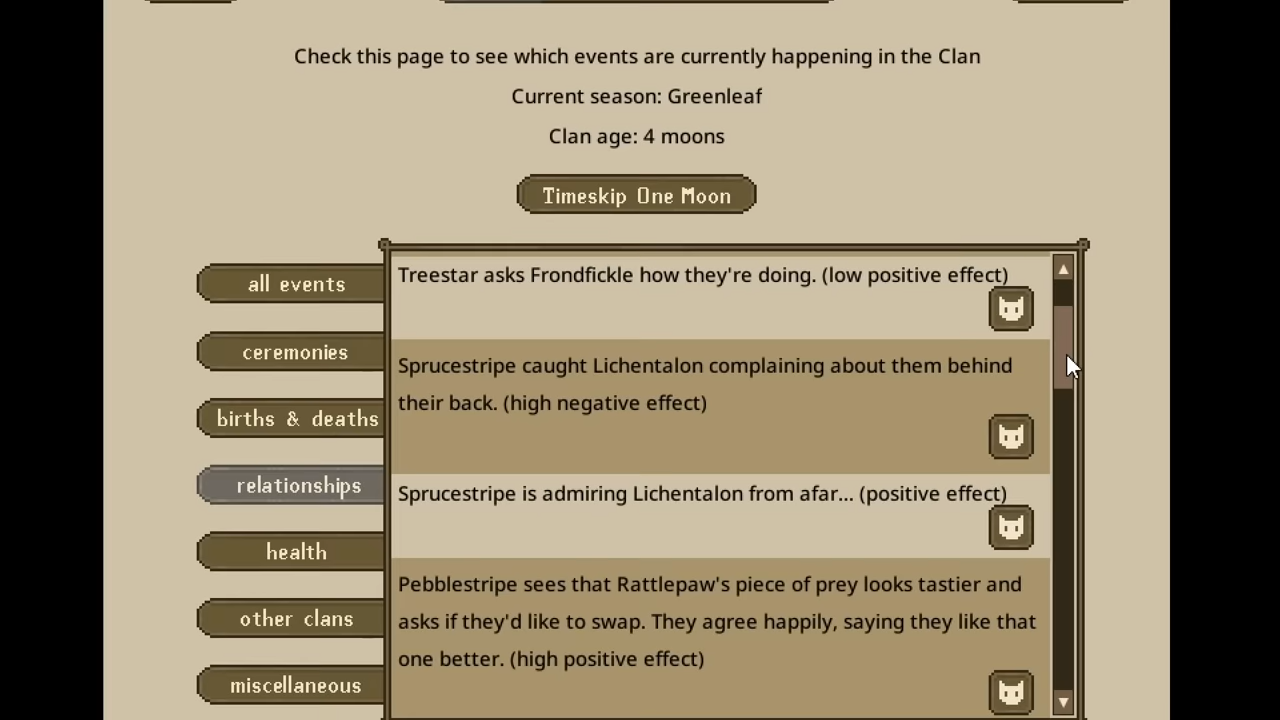 Check this page to see which events are currently happening in the Clan
Current season: Greenleaf
Clan age: 4 moons
Timeskip One Moon
all events
ceremonies
births & deaths
relationships
health
other clans
miscellaneous
Treestar asks Frondfickle how they're doing. (low positive effect)
Sprucestripe caught Lichentalon complaining about them behind
their back. (high negative effect)
Sprucestripe is admiring Lichentalon from afar... (positive effect)
Pebblestripe sees that Rattlepaw's piece of prey looks tastier and
asks if they'd like to swap. They agree happily, saying they like that
one better. (high positive effect)